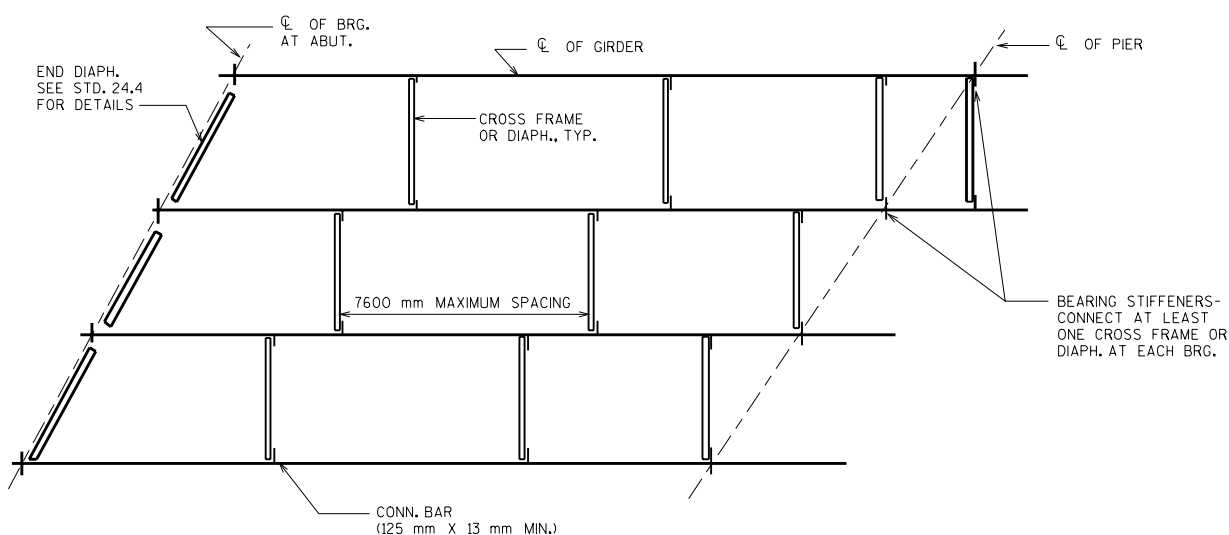 ℄ OF BRG.
AT ABUT.
℄ OF GIRDER
℄ OF PIER
END DIAPH.
SEE STD. 24.4
FOR DETAILS
CROSS FRAME
OR DIAPH., TYP.
7600 mm MAXIMUM SPACING
BEARING STIFFENERS-
CONNECT AT LEAST
ONE CROSS FRAME OR
DIAPH. AT EACH BRG.
CONN. BAR
(125 mm X 13 mm MIN.)